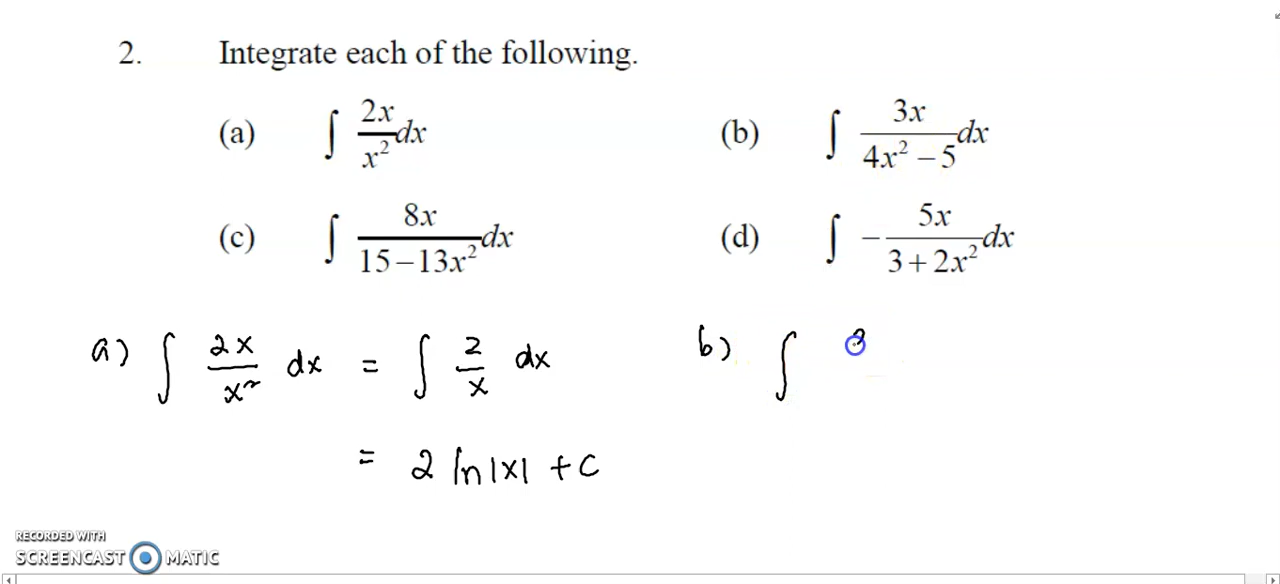 2. Integrate each of the following.
(a) ∫ 2x/x² dx (b) ∫ 3x/(4x² – 5) dx
(c) ∫ 8x/(15 – 13x²) dx (d) ∫ – 5x/(3 + 2x²) dx
a) ∫ 2x/x² dx = ∫ 2/x dx b) ∫
= 2 ln|x| + c
RECORDED WITH
SCREENCAST MATIC